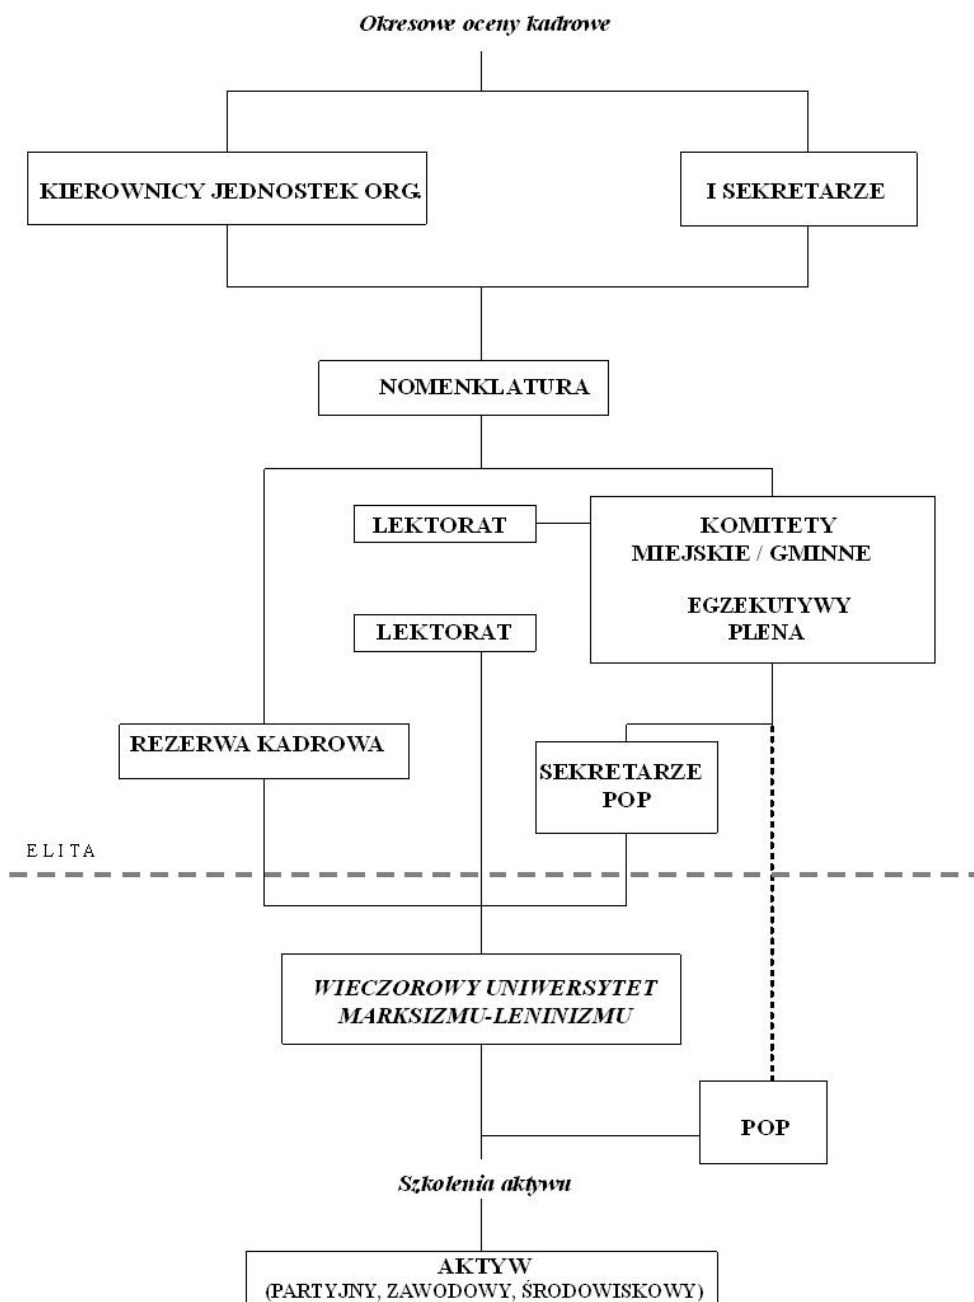 Okresowe oceny kadrowe
KIEROWNICY JEDNOSTEK ORG.
I SEKRETARZE
NOMENKLATURA
LEKTORAT
KOMITETY
MIEJSKIE / GMINNE
EGZEKUTYWY
PLENA
LEKTORAT
REZERWA KADROWA
SEKRETARZE
POP
ELITA
WIECZOROWY UNIWERSYTET
MARKSIZMU-LENINIZMU
POP
Szkolenia aktywu
AKTYW
(PARTYJNY, ZAWODOWY, ŚRODOWISKOWY)